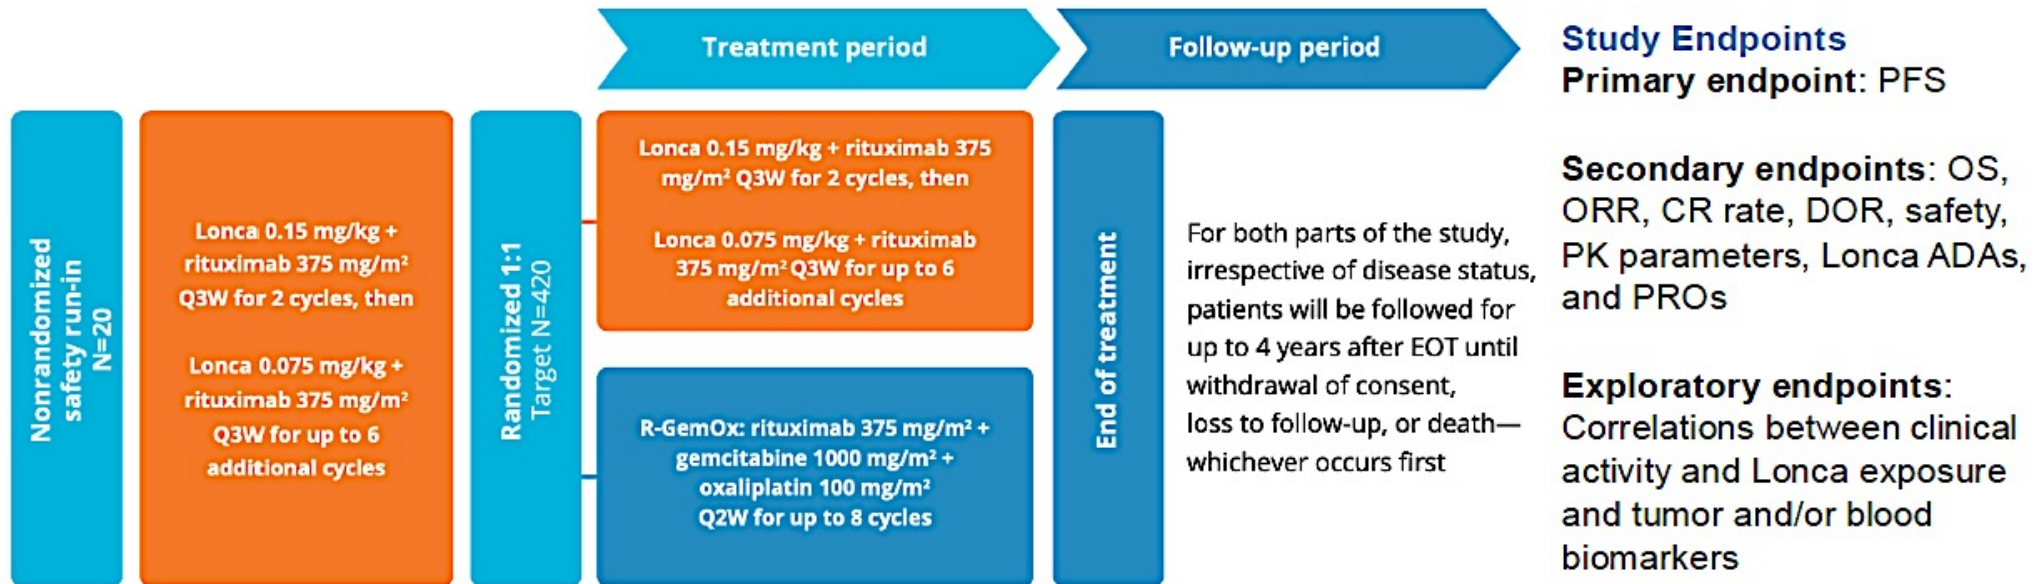 Treatment period
Follow-up period
Nonrandomized
safety run-in
N=20
Lonca 0.15 mg/kg +
rituximab 375 mg/m²
Q3W for 2 cycles, then
Lonca 0.075 mg/kg +
rituximab 375 mg/m²
Q3W for up to 6
additional cycles
Randomized 1:1
Target N=420
Lonca 0.15 mg/kg + rituximab 375
mg/m² Q3W for 2 cycles, then
Lonca 0.075 mg/kg + rituximab
375 mg/m² Q3W for up to 6
additional cycles
R-GemOx: rituximab 375 mg/m² +
gemcitabine 1000 mg/m² +
oxaliplatin 100 mg/m²
Q2W for up to 8 cycles
End of treatment
For both parts of the study,
irrespective of disease status,
patients will be followed for
up to 4 years after EOT until
withdrawal of consent,
loss to follow-up, or death—
whichever occurs first
Study Endpoints
Primary endpoint: PFS
Secondary endpoints: OS,
ORR, CR rate, DOR, safety,
PK parameters, Lonca ADAs,
and PROs
Exploratory endpoints:
Correlations between clinical
activity and Lonca exposure
and tumor and/or blood
biomarkers